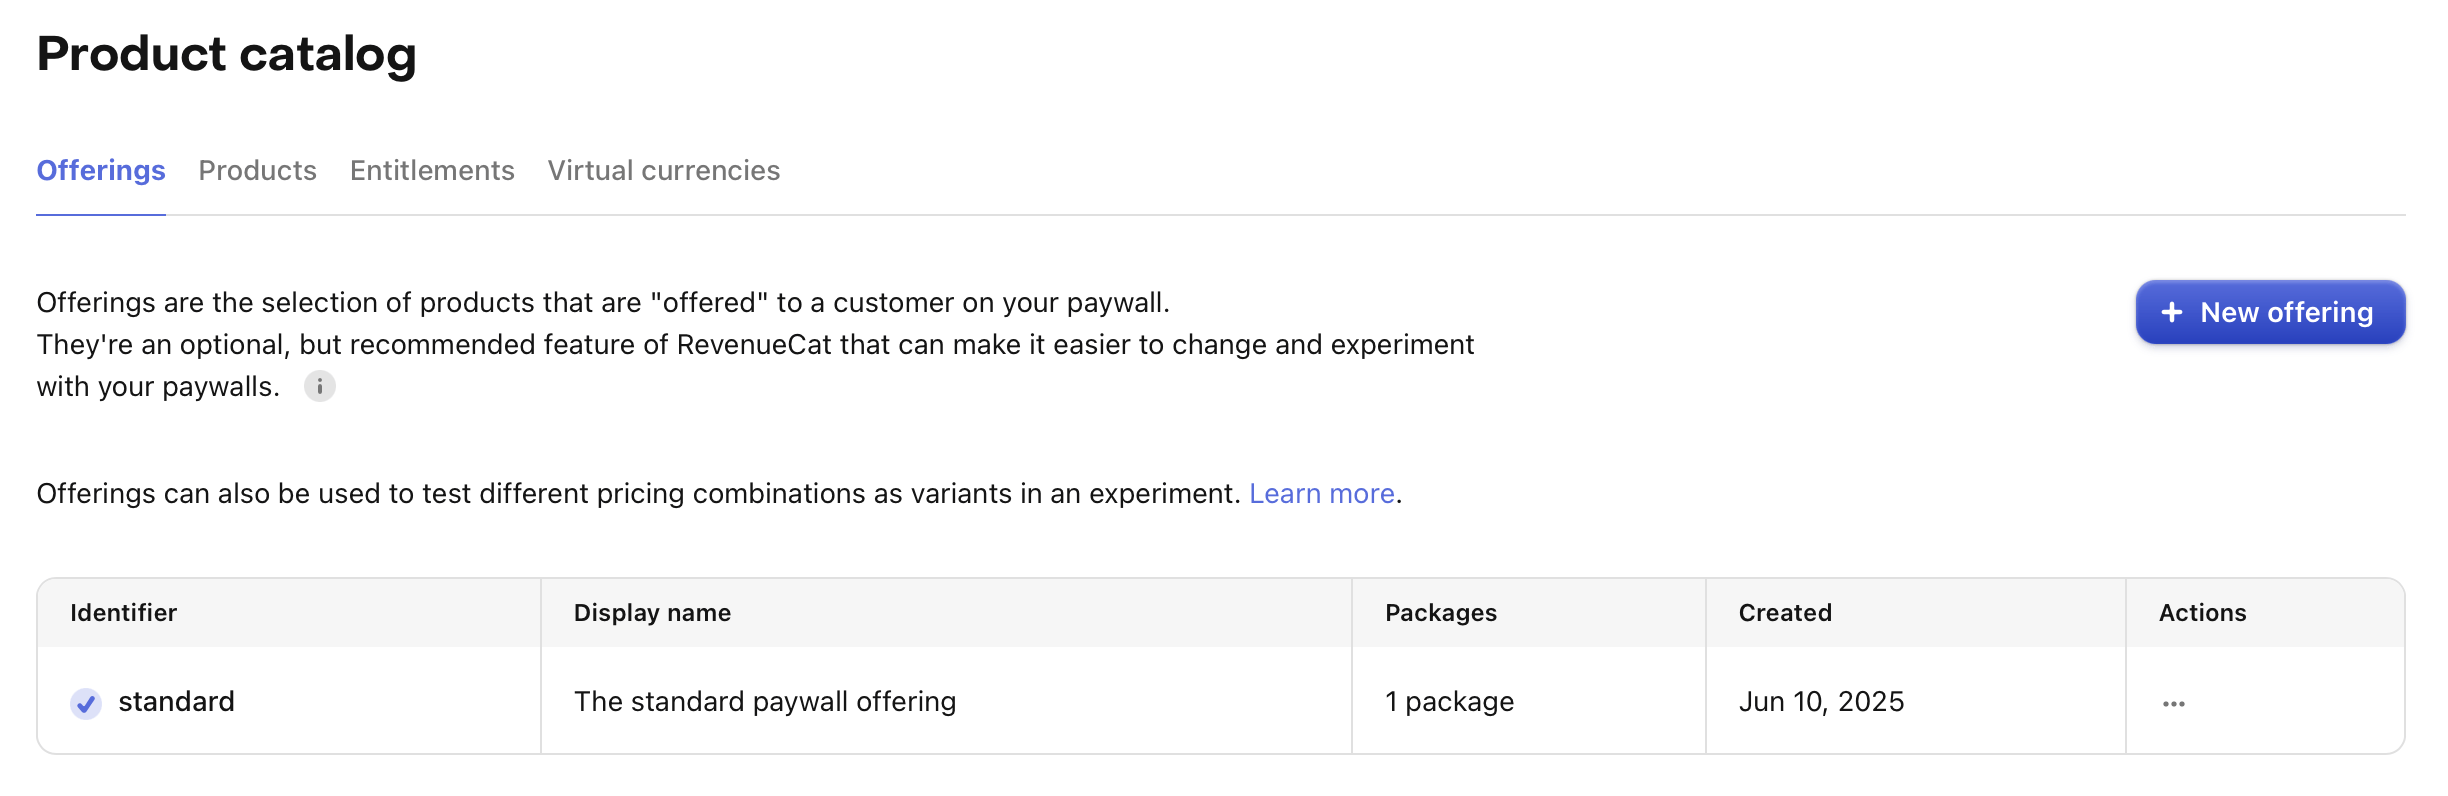 Product catalog
Offerings Products Entitlements Virtual currencies
Offerings are the selection of products that are "offered" to a customer on your paywall.
They're an optional, but recommended feature of RevenueCat that can make it easier to change and experiment
with your paywalls. i
+ New offering
Offerings can also be used to test different pricing combinations as variants in an experiment. Learn more.
Identifier Display name Packages Created Actions
standard The standard paywall offering 1 package Jun 10, 2025 ...